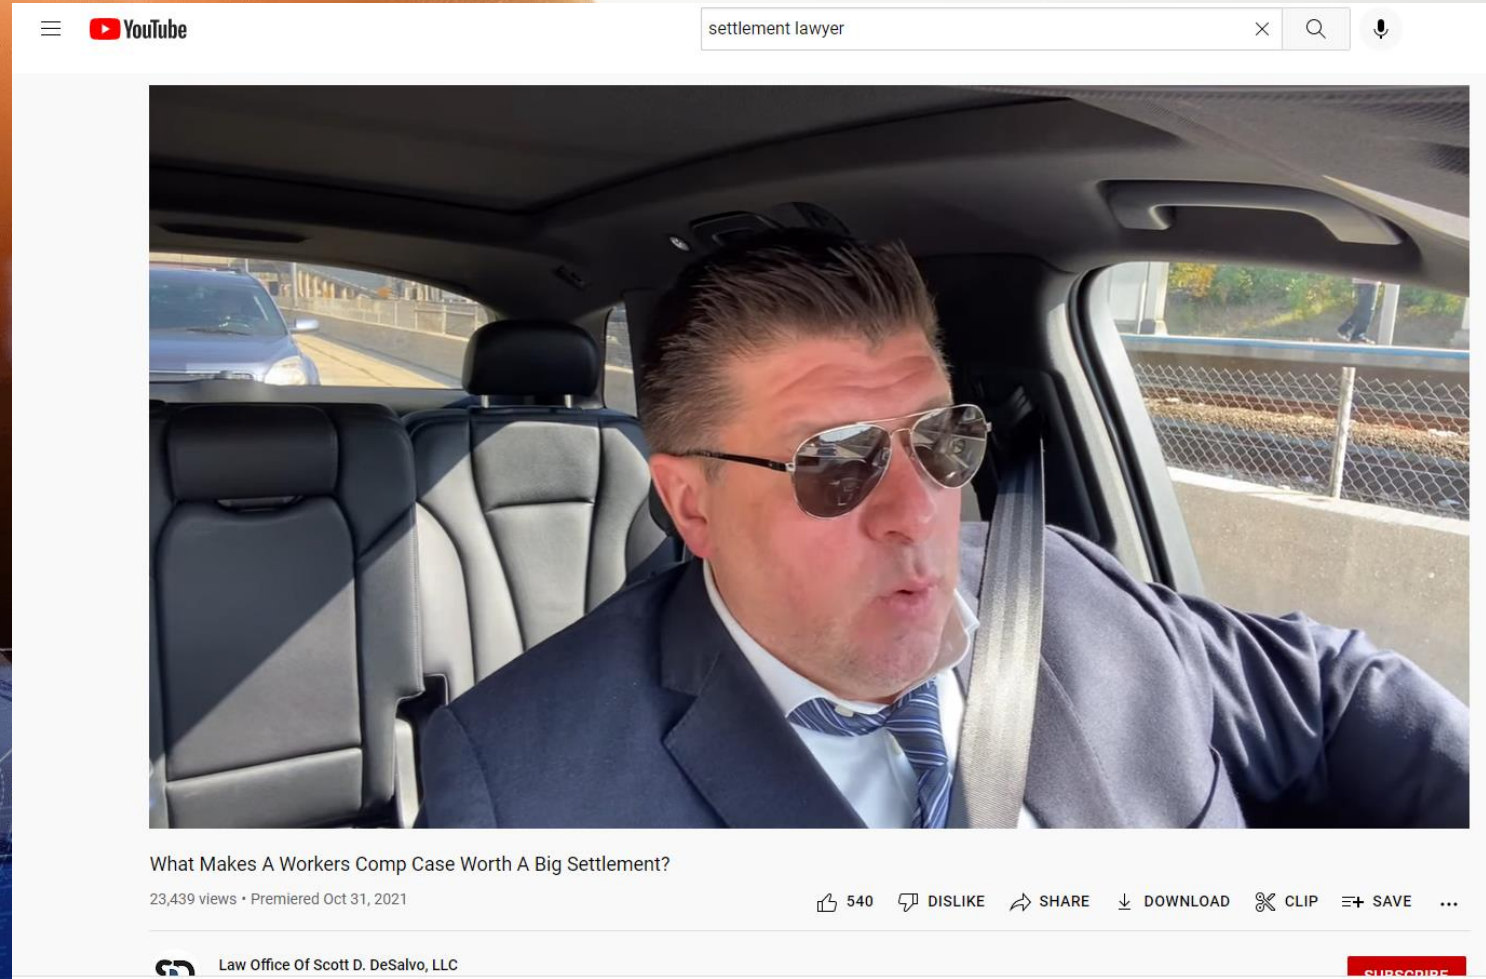 YouTube
settlement lawyer
What Makes A Workers Comp Case Worth A Big Settlement?
23,439 views • Premiered Oct 31, 2021
540 DISLIKE SHARE DOWNLOAD CLIP SAVE
Law Office Of Scott D. DeSalvo, LLC
SUBSCRIBE